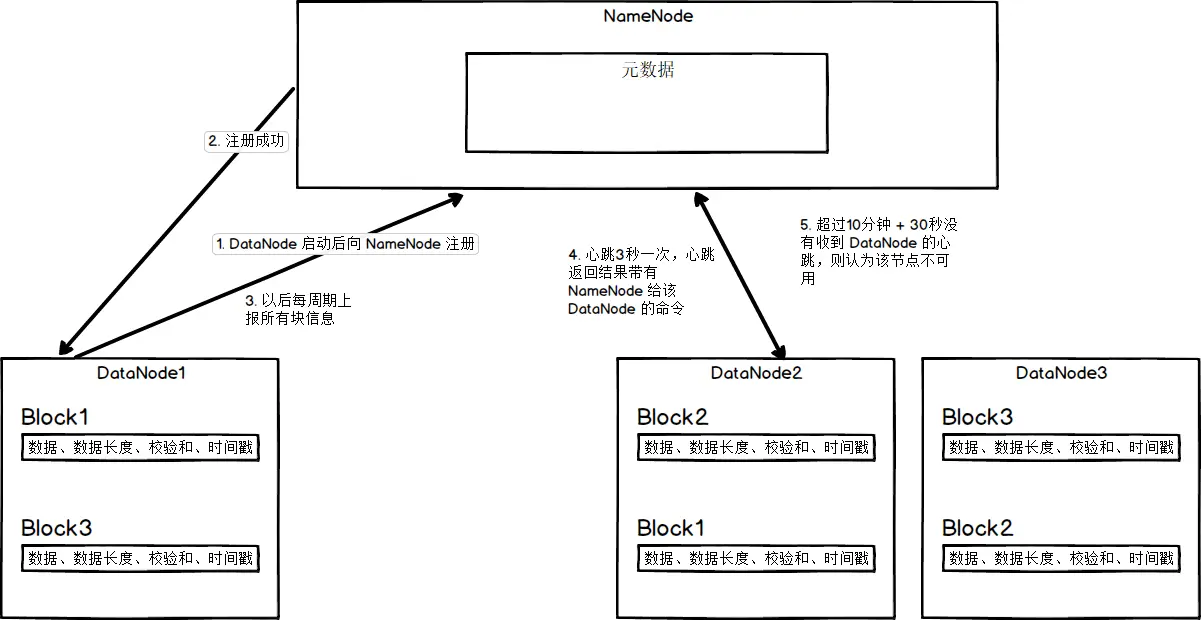 NameNode
元数据
2. 注册成功
1. DataNode 启动后向 NameNode 注册
3. 以后每周期上
报所有块信息
4. 心跳3秒一次，心跳
返回结果带有
NameNode 给该
DataNode 的命令
5. 超过10分钟 + 30秒没
有收到 DataNode 的心
跳，则认为该节点不可
用
DataNode1
Block1
数据、数据长度、校验和、时间戳
Block3
数据、数据长度、校验和、时间戳
DataNode2
Block2
数据、数据长度、校验和、时间戳
Block1
数据、数据长度、校验和、时间戳
DataNode3
Block3
数据、数据长度、校验和、时间戳
Block2
数据、数据长度、校验和、时间戳